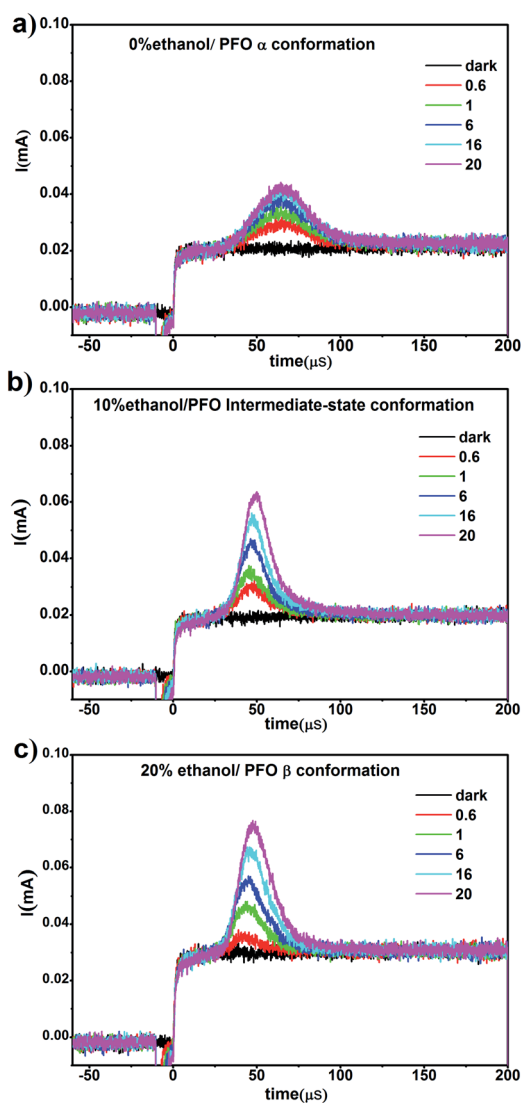 a)
0%ethanol/ PFO α conformation
dark
0.6
1
6
16
20
I(mA)
0.10
0.08
0.06
0.04
0.02
0.00
-50 0 50 100 150 200
time(μS)
b)
10%ethanol/PFO Intermediate-state conformation
dark
0.6
1
6
16
20
I(mA)
0.10
0.08
0.06
0.04
0.02
0.00
-50 0 50 100 150 200
time(μS)
c)
20% ethanol/ PFO β conformation
dark
0.6
1
6
16
20
I(mA)
0.10
0.08
0.06
0.04
0.02
0.00
-50 0 50 100 150 200
time(μS)